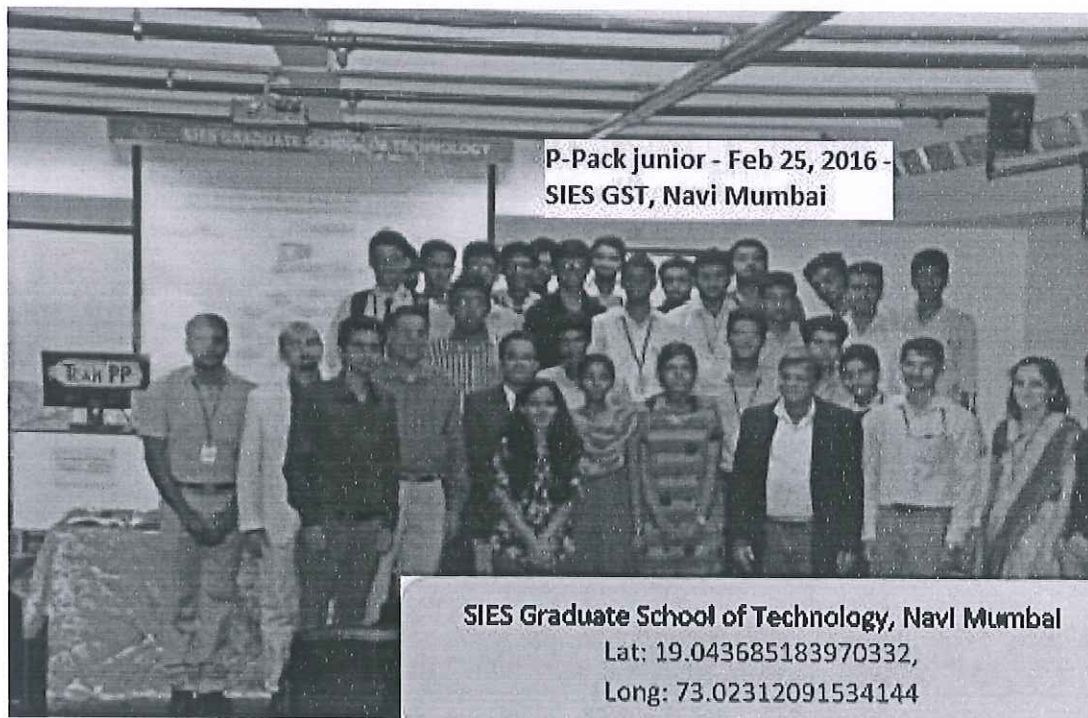 SIES GRADUATE SCHOOL OF TECHNOLOGY
P-Pack junior - Feb 25, 2016 -
SIES GST, Navi Mumbai
TEAM PP
SIES Graduate School of Technology, Navi Mumbai
Lat: 19.043685183970332,
Long: 73.02312091534144